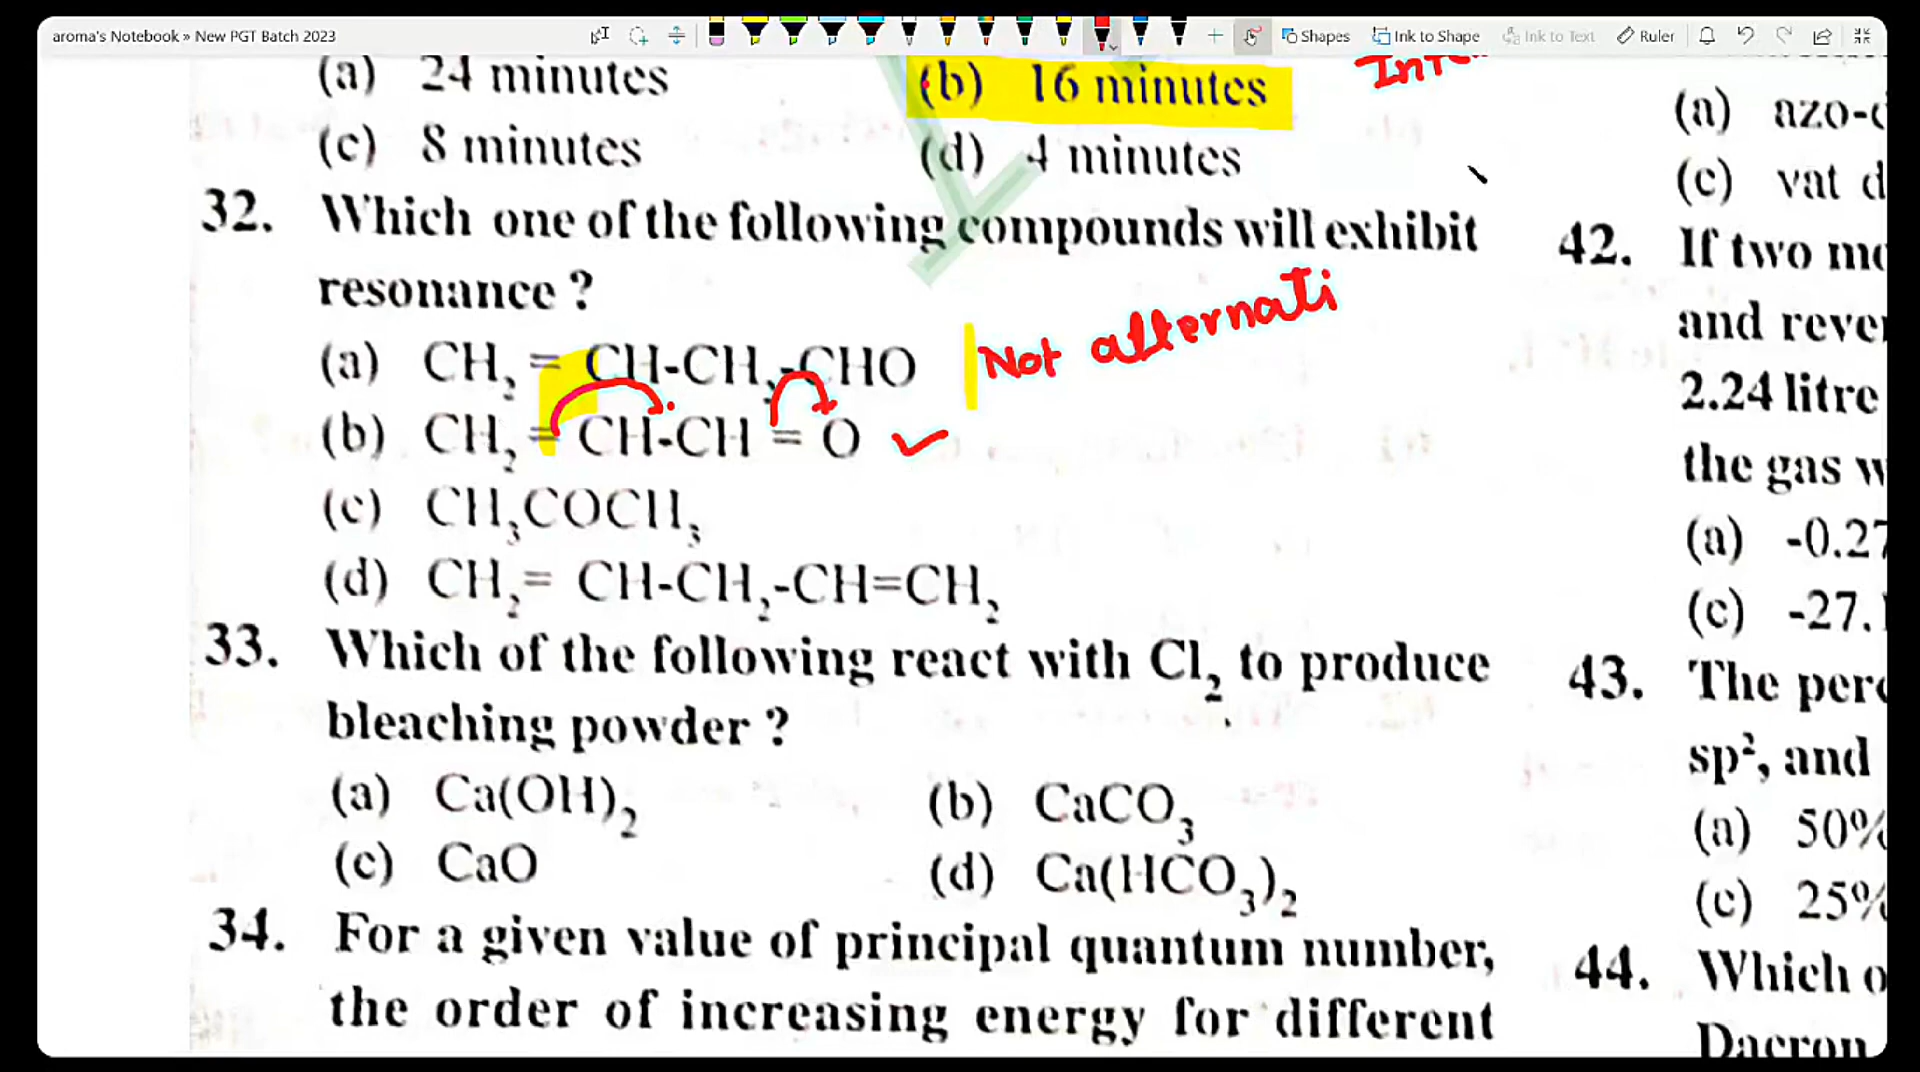 aroma's Notebook » New PGT Batch 2023
Shapes Ink to Shape Ink to Text Ruler
(a) 24 minutes (b) 16 minutes
(c) 8 minutes (d) 4 minutes
32. Which one of the following compounds will exhibit
resonance ?
(a) CH₂ = CH-CH₂-CHO Not alternati
(b) CH₂ = CH-CH = O
(c) CH₃COCH₃
(d) CH₂= CH-CH₂-CH=CH₂
33. Which of the following react with Cl₂ to produce
bleaching powder ?
(a) Ca(OH)₂ (b) CaCO₃
(c) CaO (d) Ca(HCO₃)₂
34. For a given value of principal quantum number,
the order of increasing energy for different
(a) azo-
(c) vat d
42. If two
and
2.24 litre
the gas
(a) -0.27
(c) -27.
43. The
sp², and
(a) 50%
(c) 25%
44. Which
Dacron